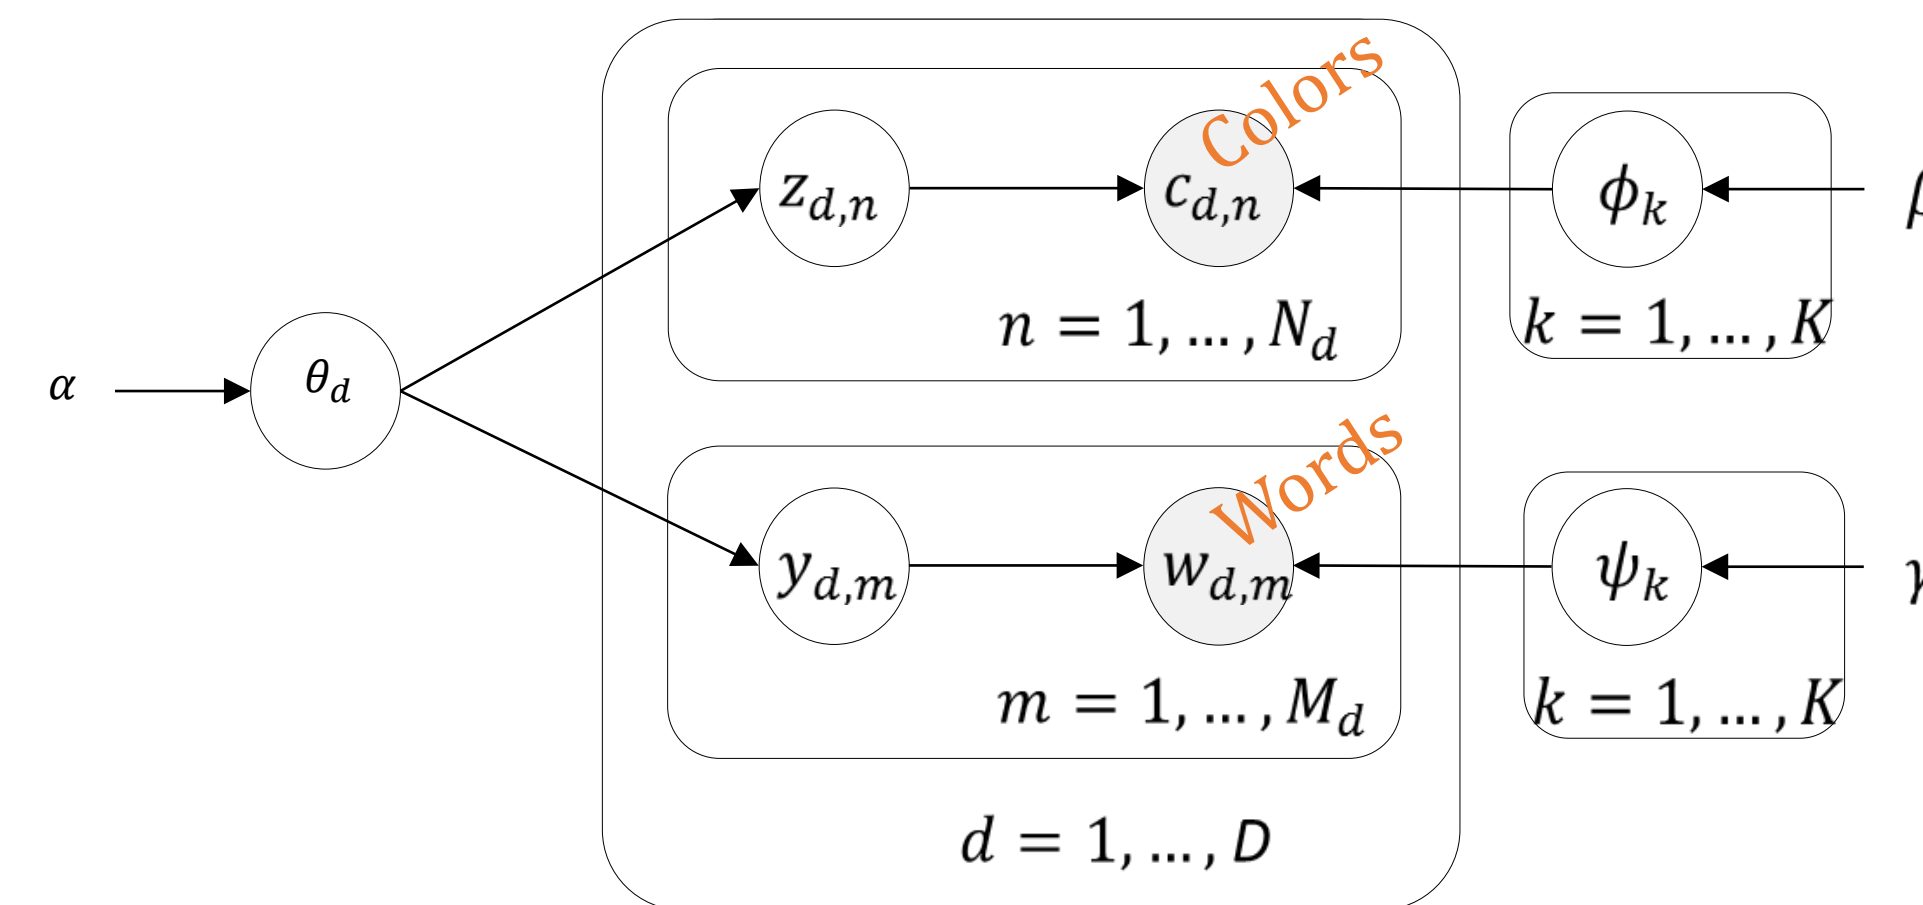 Colors
z_{d,n}
c_{d,n}
ϕ_k
n = 1, ... , N_d
k = 1, ... , K
α
θ_d
Words
y_{d,m}
w_{d,m}
ψ_k
m = 1, ... , M_d
k = 1, ... , K
d = 1, ... , D